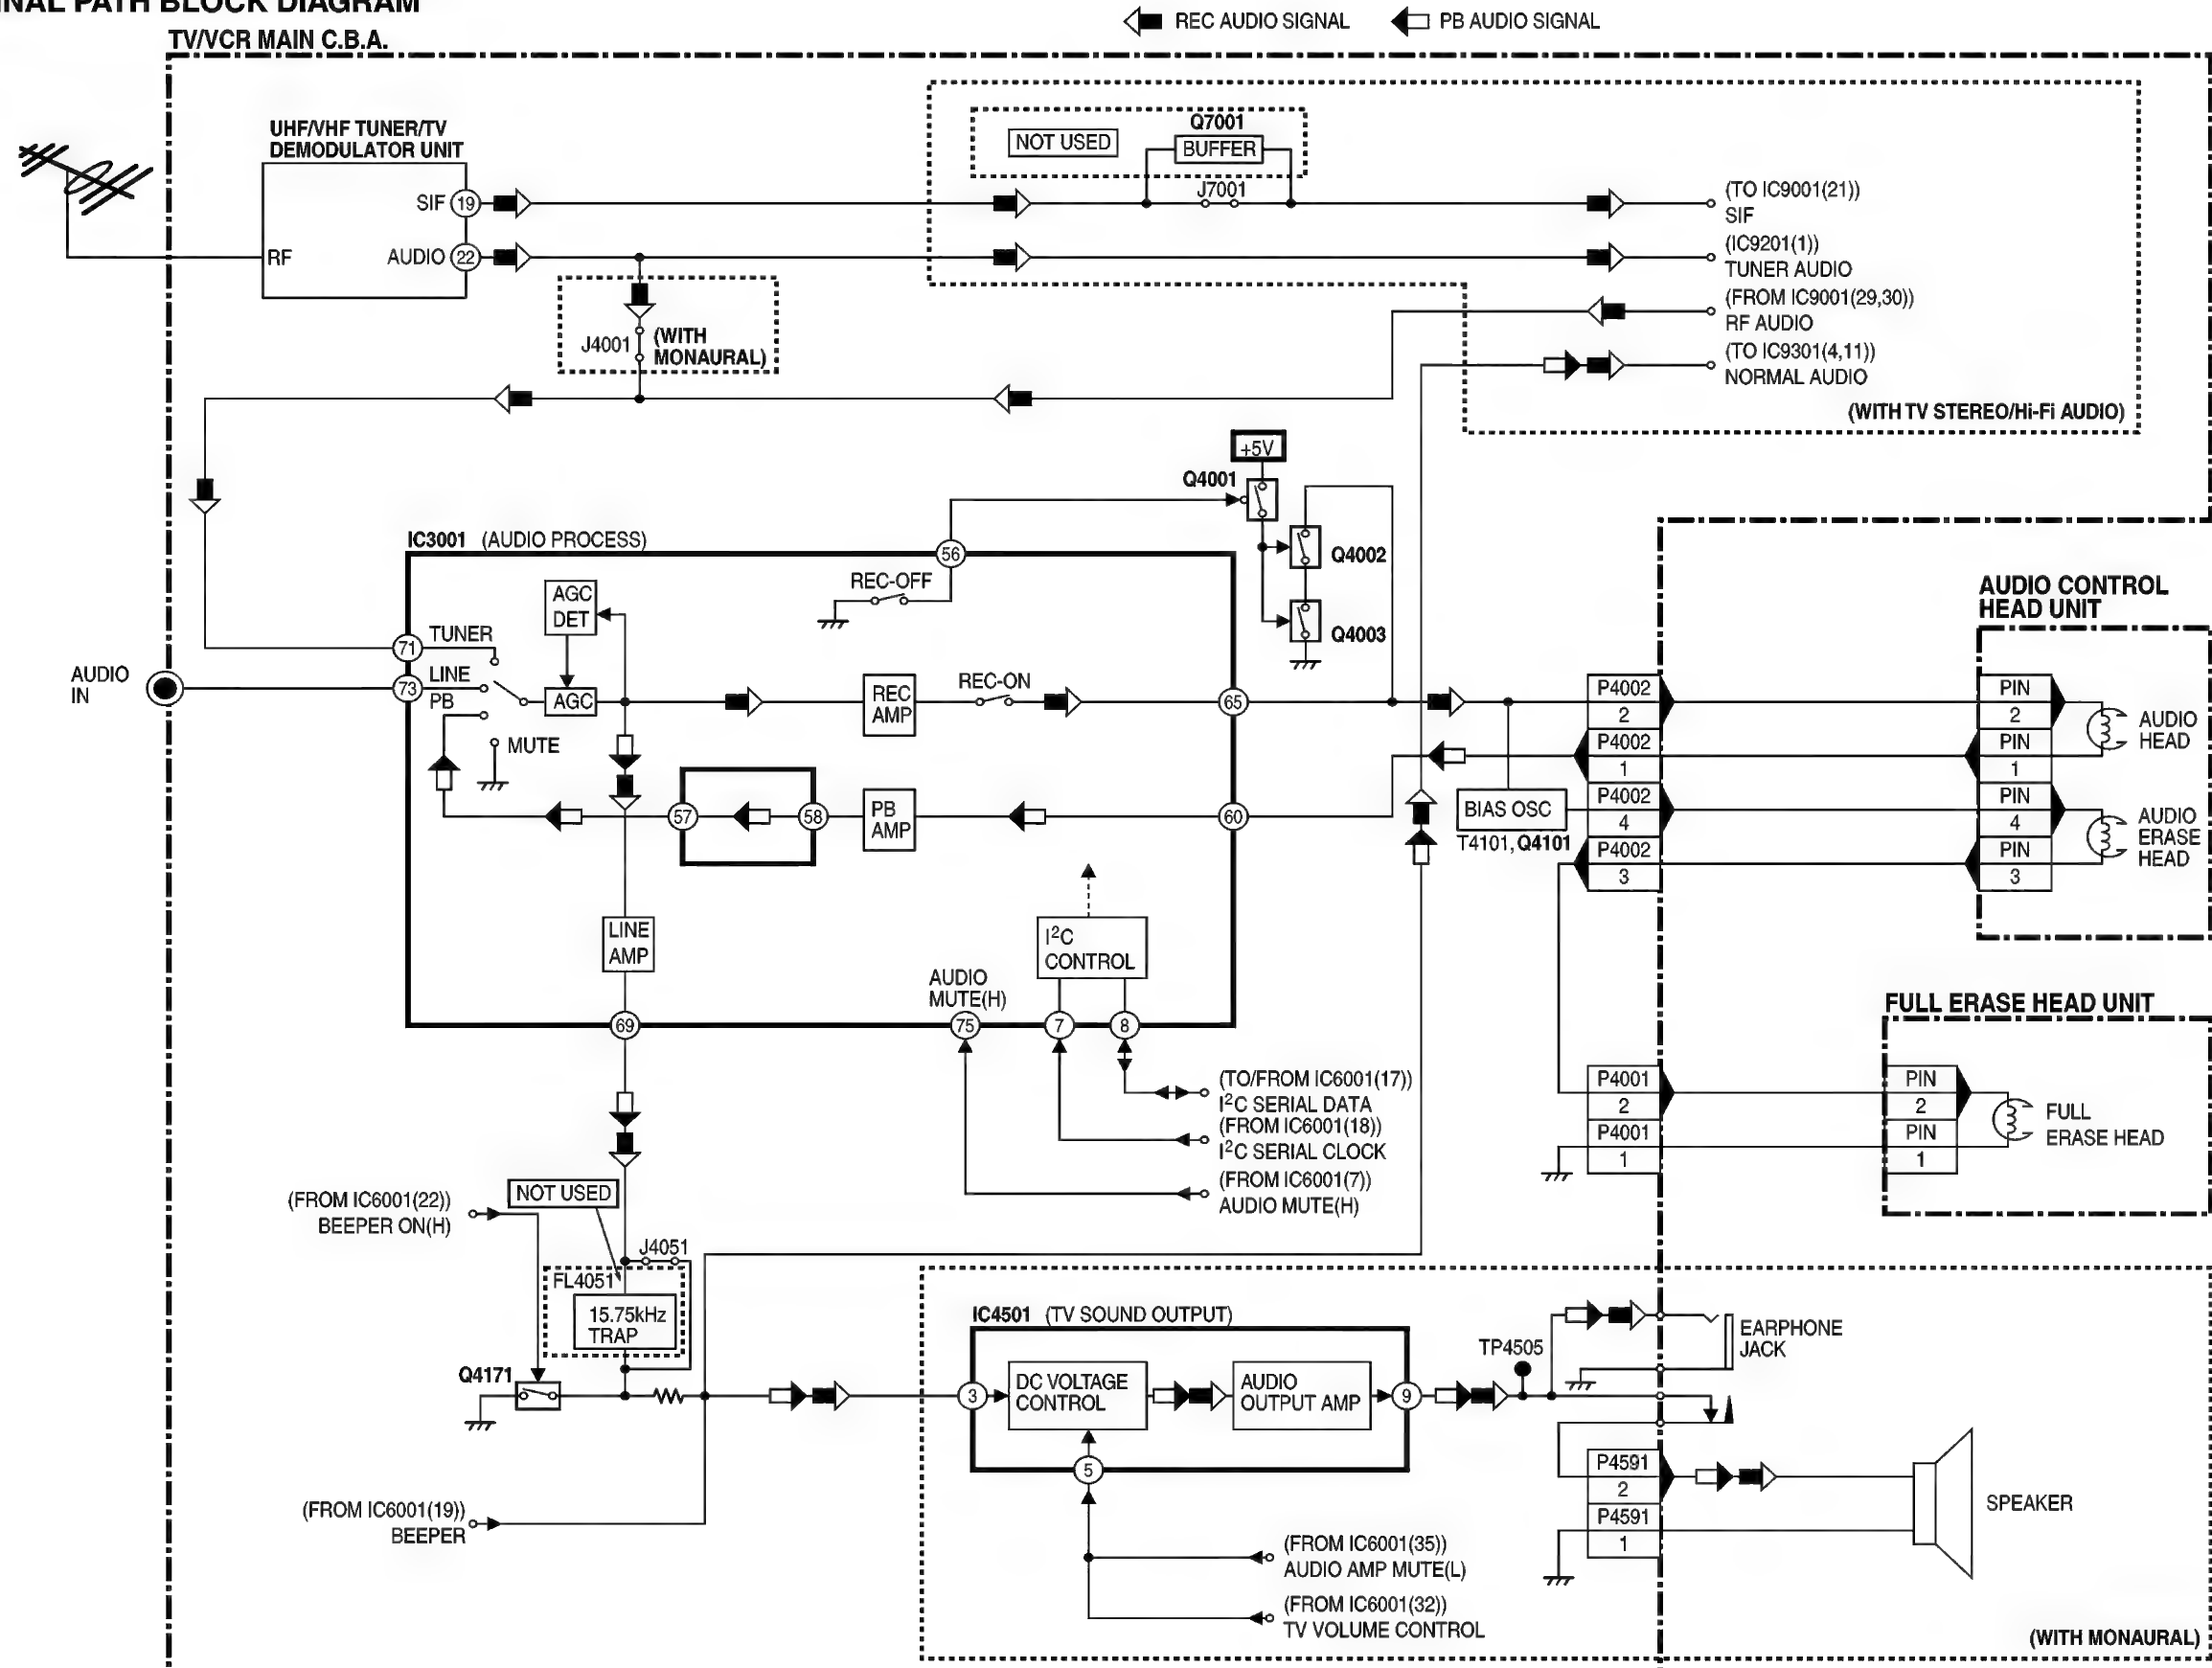 NAL PATH BLOCK DIAGRAM
REC AUDIO SIGNAL
PB AUDIO SIGNAL
TV/VCR MAIN C.B.A.
UHF/VHF TUNER/TV
DEMODULATOR UNIT
SIF
19
RF
AUDIO
22
NOT USED
Q7001
BUFFER
J7001
(TO IC9001(21))
SIF
(IC9201(1))
TUNER AUDIO
(FROM IC9001(29,30))
RF AUDIO
(TO IC9301(4,11))
NORMAL AUDIO
(WITH TV STEREO/Hi-Fi AUDIO)
J4001
(WITH
MONAURAL)
+5V
Q4001
Q4002
Q4003
IC3001 (AUDIO PROCESS)
56
REC-OFF
AGC
DET
71
TUNER
AUDIO
IN
73
LINE
PB
MUTE
AGC
REC
AMP
REC-ON
65
57
58
PB
AMP
60
LINE
AMP
I²C
CONTROL
AUDIO
MUTE(H)
69
75
7
8
BIAS OSC
T4101, Q4101
P4002
2
P4002
1
P4002
4
P4002
3
AUDIO CONTROL
HEAD UNIT
PIN
2
PIN
1
PIN
4
PIN
3
AUDIO
HEAD
AUDIO
ERASE
HEAD
FULL ERASE HEAD UNIT
P4001
2
P4001
1
PIN
2
PIN
1
FULL
ERASE HEAD
(TO/FROM IC6001(17))
I²C SERIAL DATA
(FROM IC6001(18))
I²C SERIAL CLOCK
(FROM IC6001(7))
AUDIO MUTE(H)
(FROM IC6001(22))
BEEPER ON(H)
NOT USED
J4051
FL4051
15.75kHz
TRAP
Q4171
(FROM IC6001(19))
BEEPER
IC4501 (TV SOUND OUTPUT)
3
DC VOLTAGE
CONTROL
AUDIO
OUTPUT AMP
9
5
TP4505
EARPHONE
JACK
P4591
2
P4591
1
SPEAKER
(FROM IC6001(35))
AUDIO AMP MUTE(L)
(FROM IC6001(32))
TV VOLUME CONTROL
(WITH MONAURAL)